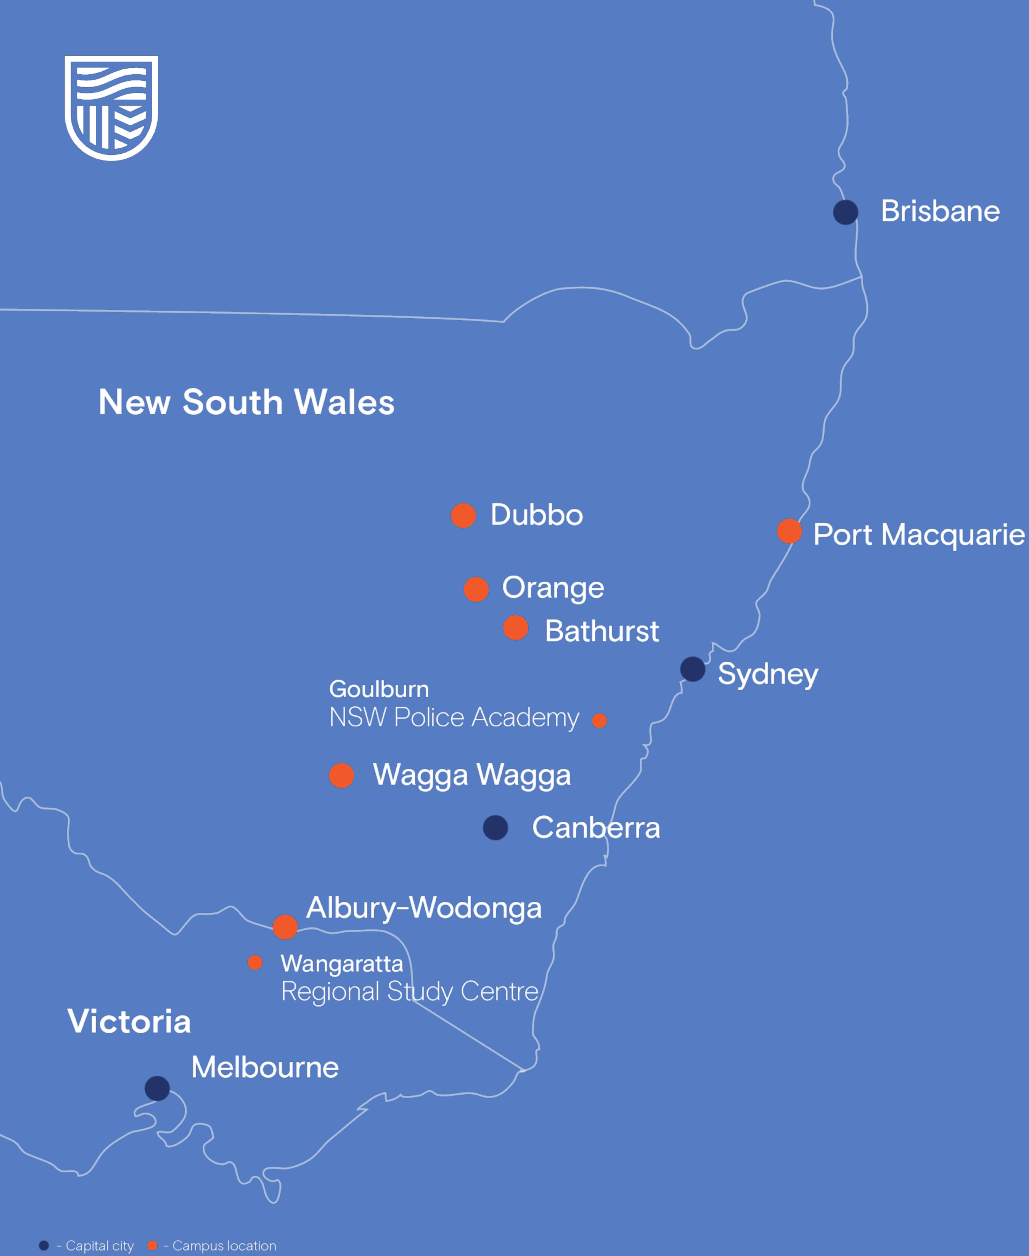 Brisbane
New South Wales
Dubbo
Port Macquarie
Orange
Bathurst
Sydney
Goulburn
NSW Police Academy
Wagga Wagga
Canberra
Albury-Wodonga
Wangaratta
Regional Study Centre
Victoria
Melbourne
- Capital city - Campus location